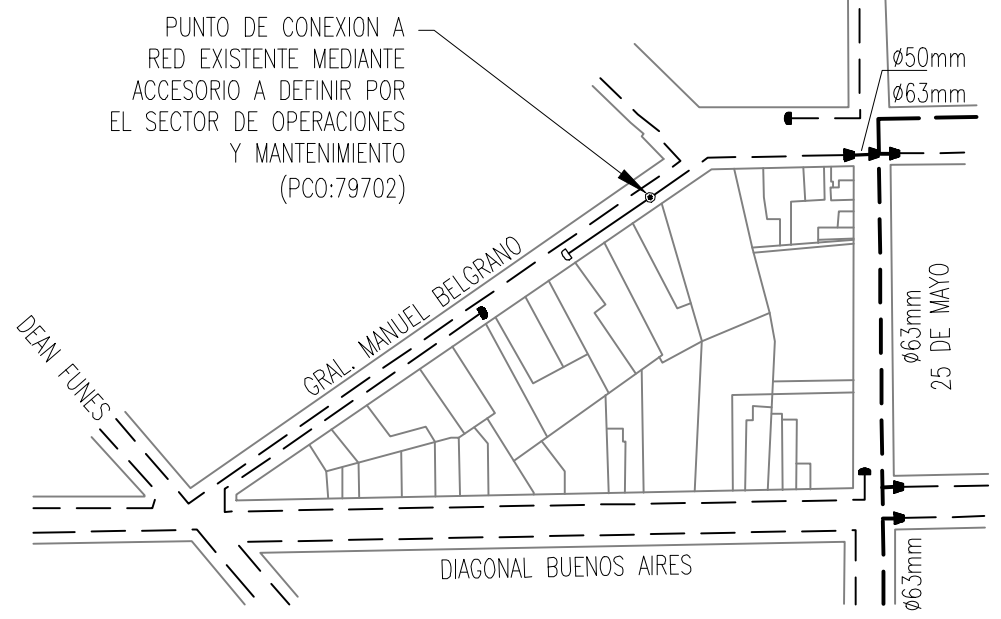 PUNTO DE CONEXION A
RED EXISTENTE MEDIANTE
ACCESORIO A DEFINIR POR
EL SECTOR DE OPERACIONES
Y MANTENIMIENTO
(PCO:79702)
Ø50mm
Ø63mm
GRAL. MANUEL BELGRANO
DEAN FUNES
Ø63mm
25 DE MAYO
DIAGONAL BUENOS AIRES
Ø63mm